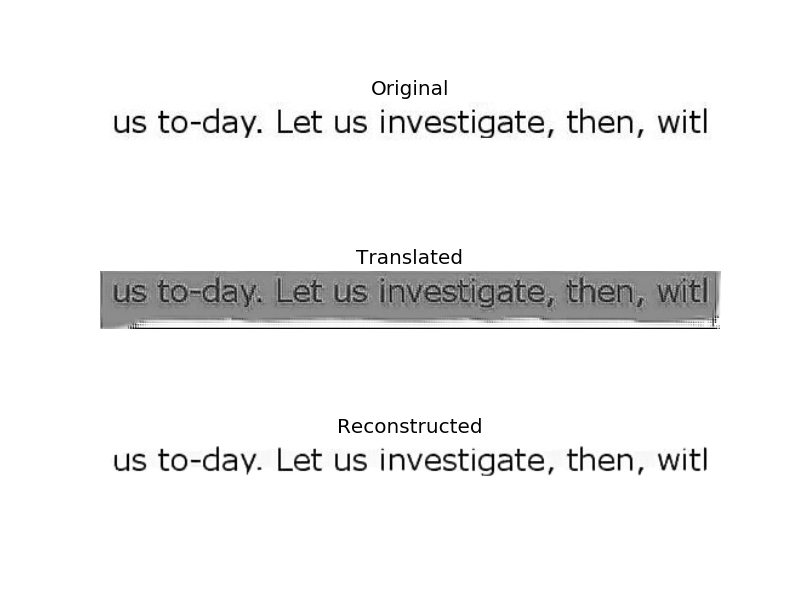 Original
us to-day. Let us investigate, then, witl
Translated
us to-day. Let us investigate, then, witl
Reconstructed
us to-day. Let us investigate, then, witl